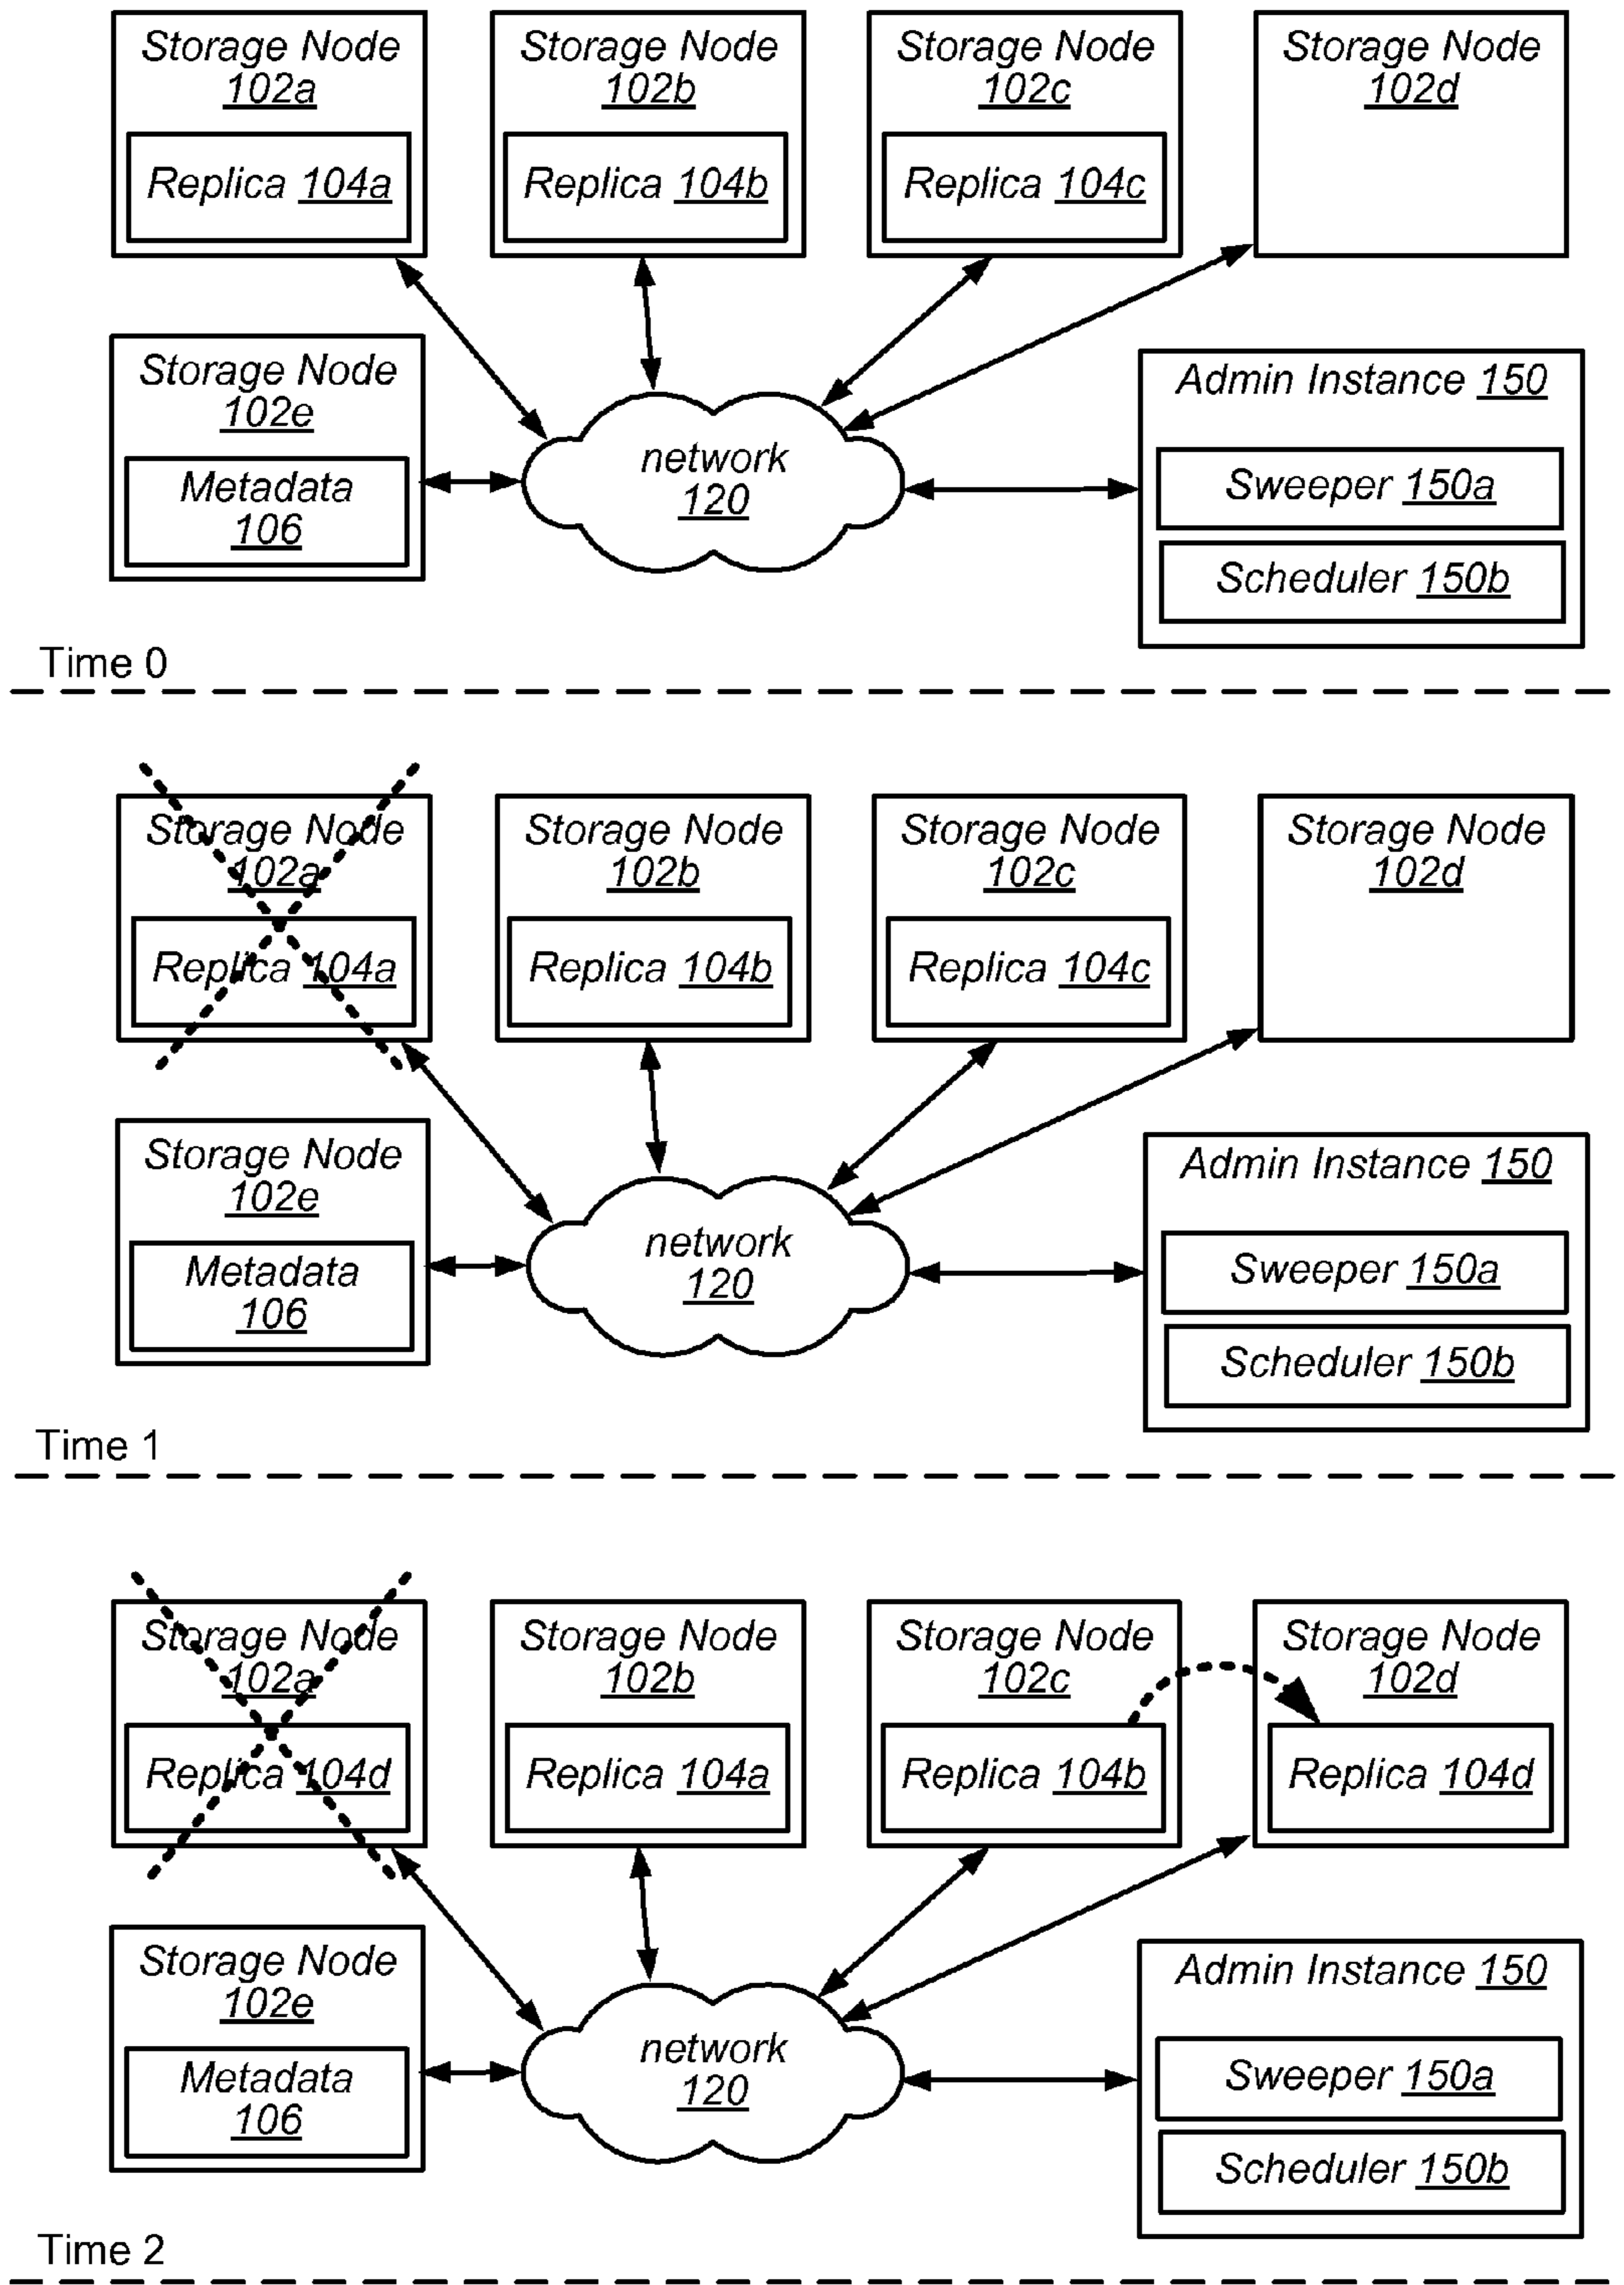 Storage Node
102a
Replica 104a
Storage Node
102b
Replica 104b
Storage Node
102c
Replica 104c
Storage Node
102d
Storage Node
102e
Metadata
106
network
120
Admin Instance 150
Sweeper 150a
Scheduler 150b
Time 0
Storage Node
102a
Replica 104a
Storage Node
102b
Replica 104b
Storage Node
102c
Replica 104c
Storage Node
102d
Storage Node
102e
Metadata
106
network
120
Admin Instance 150
Sweeper 150a
Scheduler 150b
Time 1
Storage Node
102a
Replica 104d
Storage Node
102b
Replica 104a
Storage Node
102c
Replica 104b
Storage Node
102d
Replica 104d
Storage Node
102e
Metadata
106
network
120
Admin Instance 150
Sweeper 150a
Scheduler 150b
Time 2